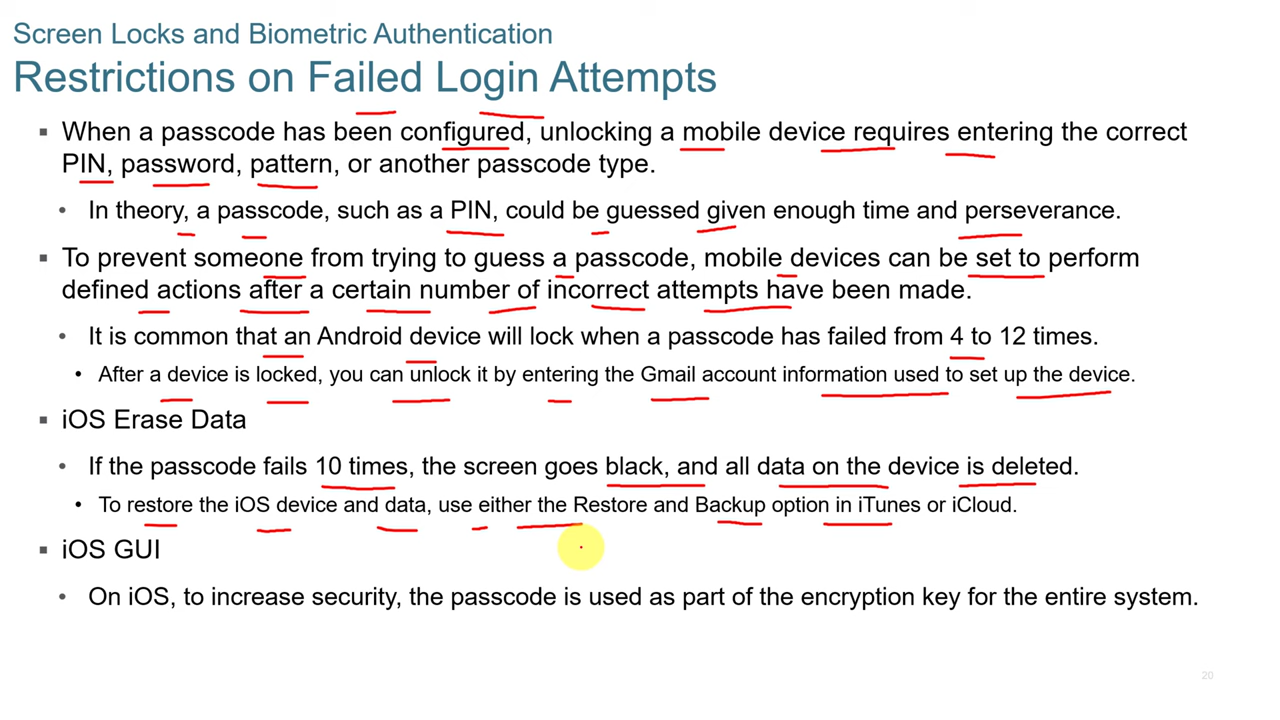 Screen Locks and Biometric Authentication
Restrictions on Failed Login Attempts
▪ When a passcode has been configured, unlocking a mobile device requires entering the correct
PIN, password, pattern, or another passcode type.
• In theory, a passcode, such as a PIN, could be guessed given enough time and perseverance.
▪ To prevent someone from trying to guess a passcode, mobile devices can be set to perform
defined actions after a certain number of incorrect attempts have been made.
• It is common that an Android device will lock when a passcode has failed from 4 to 12 times.
• After a device is locked, you can unlock it by entering the Gmail account information used to set up the device.
▪ iOS Erase Data
• If the passcode fails 10 times, the screen goes black, and all data on the device is deleted.
• To restore the iOS device and data, use either the Restore and Backup option in iTunes or iCloud.
▪ iOS GUI
• On iOS, to increase security, the passcode is used as part of the encryption key for the entire system.
20